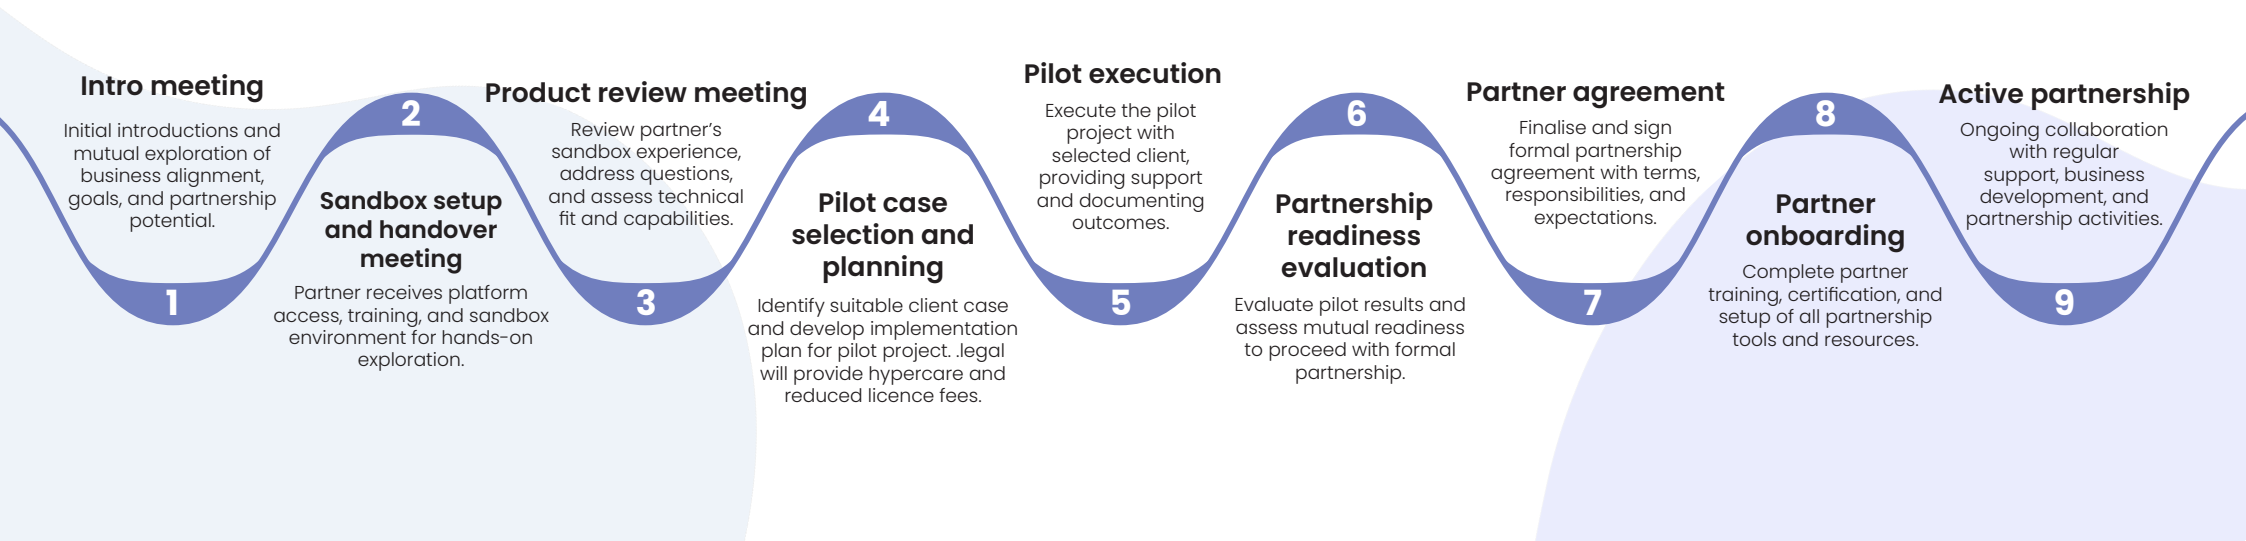 Intro meeting
Initial introductions and
mutual exploration of
business alignment,
goals, and partnership
potential.
1
2
Sandbox setup
and handover
meeting
Partner receives platform
access, training, and sandbox
environment for hands-on
exploration.
Product review meeting
Review partner’s
sandbox experience,
address questions,
and assess technical
fit and capabilities.
3
4
Pilot case
selection and
planning
Identify suitable client case
and develop implementation
plan for pilot project. .legal
will provide hypercare and
reduced licence fees.
Pilot execution
Execute the pilot
project with
selected client,
providing support
and documenting
outcomes.
5
6
Partnership
readiness
evaluation
Evaluate pilot results and
assess mutual readiness
to proceed with formal
partnership.
Partner agreement
Finalise and sign
formal partnership
agreement with terms,
responsibilities, and
expectations.
7
8
Partner
onboarding
Complete partner
training, certification, and
setup of all partnership
tools and resources.
Active partnership
Ongoing collaboration
with regular
support, business
development, and
partnership activities.
9